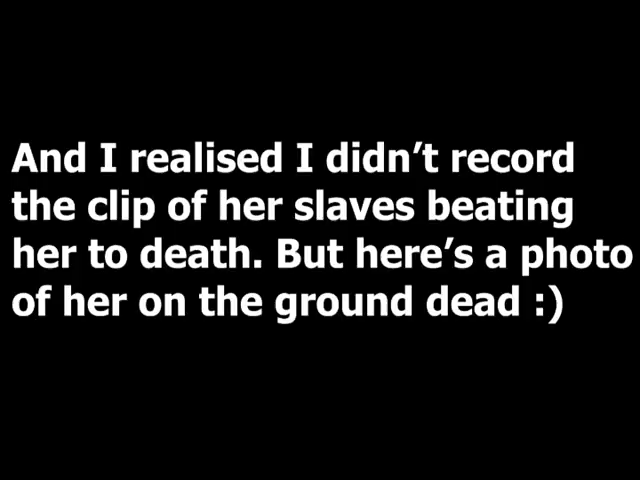 And I realised I didn’t record
the clip of her slaves beating
her to death. But here’s a photo
of her on the ground dead :)